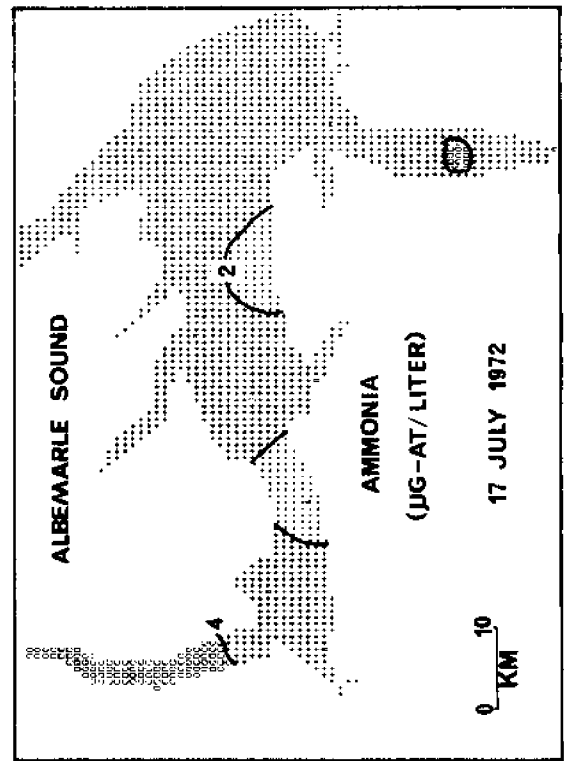 ALBEMARLE SOUND
2
4
AMMONIA
(µG-AT/LITER)
17 JULY 1972
0 10
KM